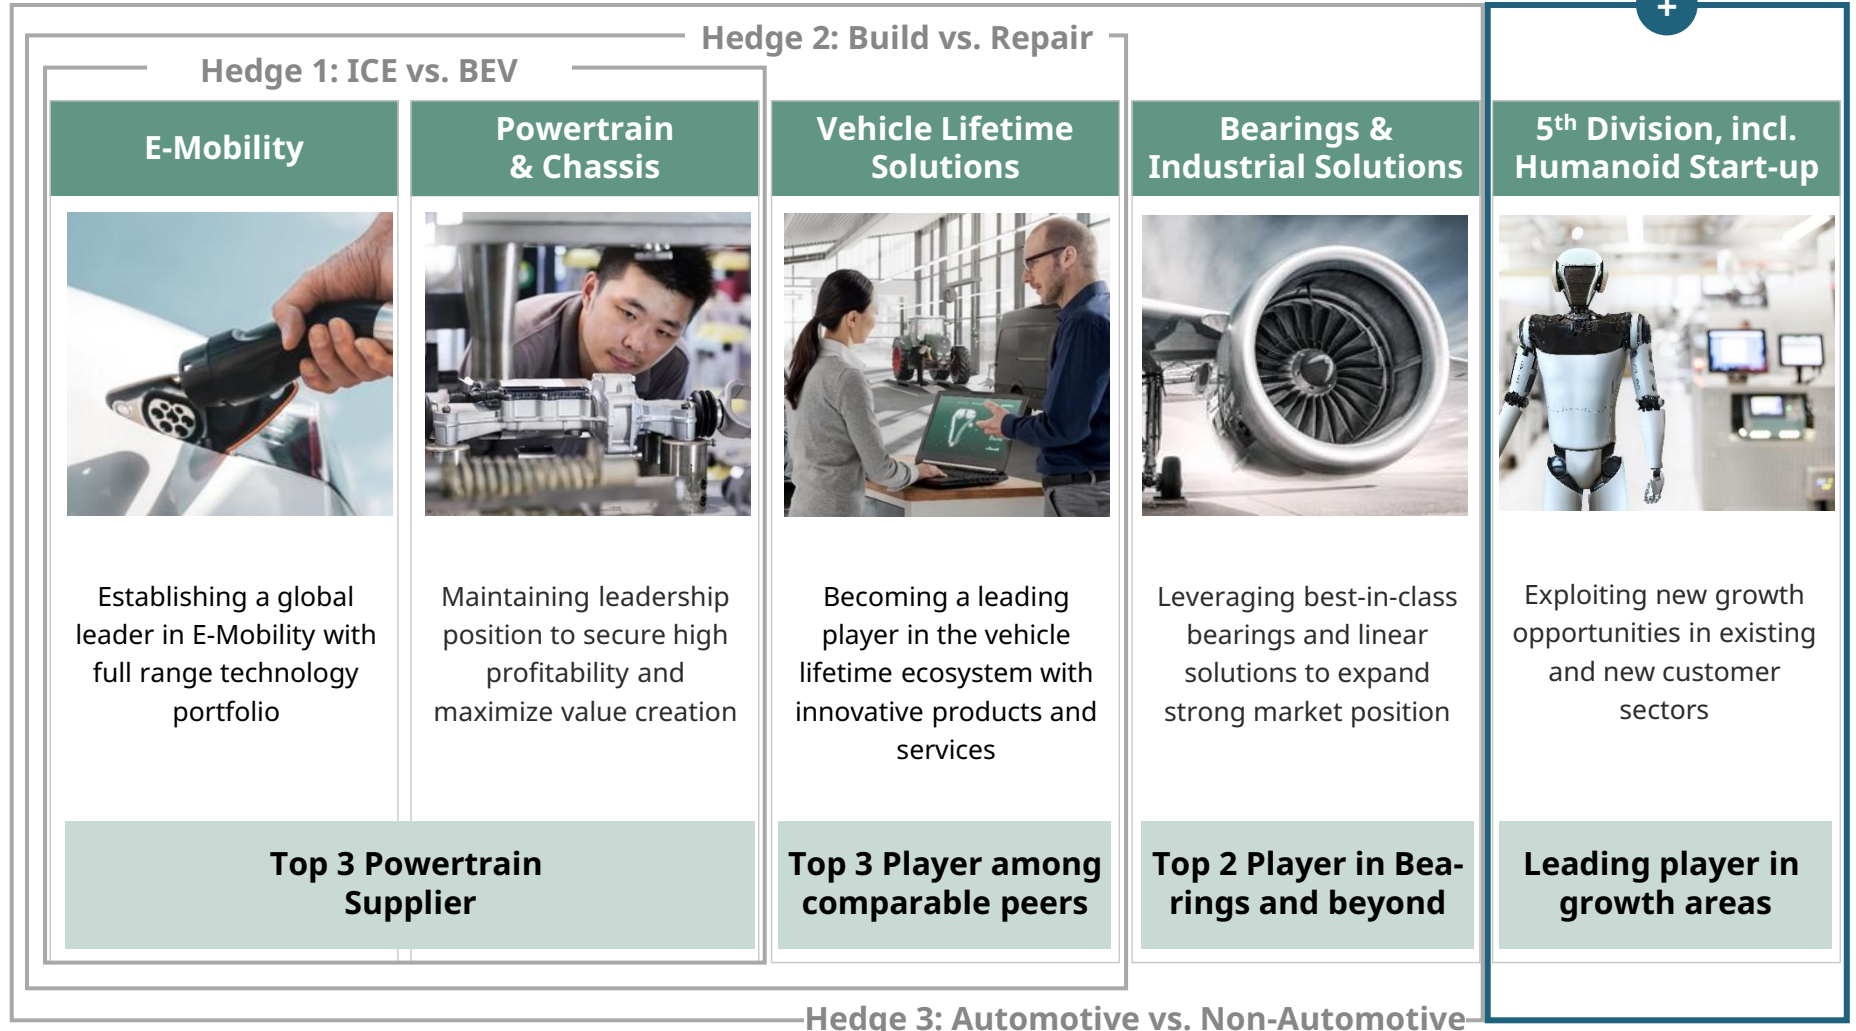 +
Hedge 2: Build vs. Repair
Hedge 1: ICE vs. BEV
E-Mobility
Powertrain
& Chassis
Vehicle Lifetime
Solutions
Bearings &
Industrial Solutions
5th Division, incl.
Humanoid Start-up
Establishing a global
leader in E-Mobility with
full range technology
portfolio
Maintaining leadership
position to secure high
profitability and
maximize value creation
Becoming a leading
player in the vehicle
lifetime ecosystem with
innovative products and
services
Leveraging best-in-class
bearings and linear
solutions to expand
strong market position
Exploiting new growth
opportunities in existing
and new customer
sectors
Top 3 Powertrain
Supplier
Top 3 Player among
comparable peers
Top 2 Player in Bea-
rings and beyond
Leading player in
growth areas
Hedge 3: Automotive vs. Non-Automotive